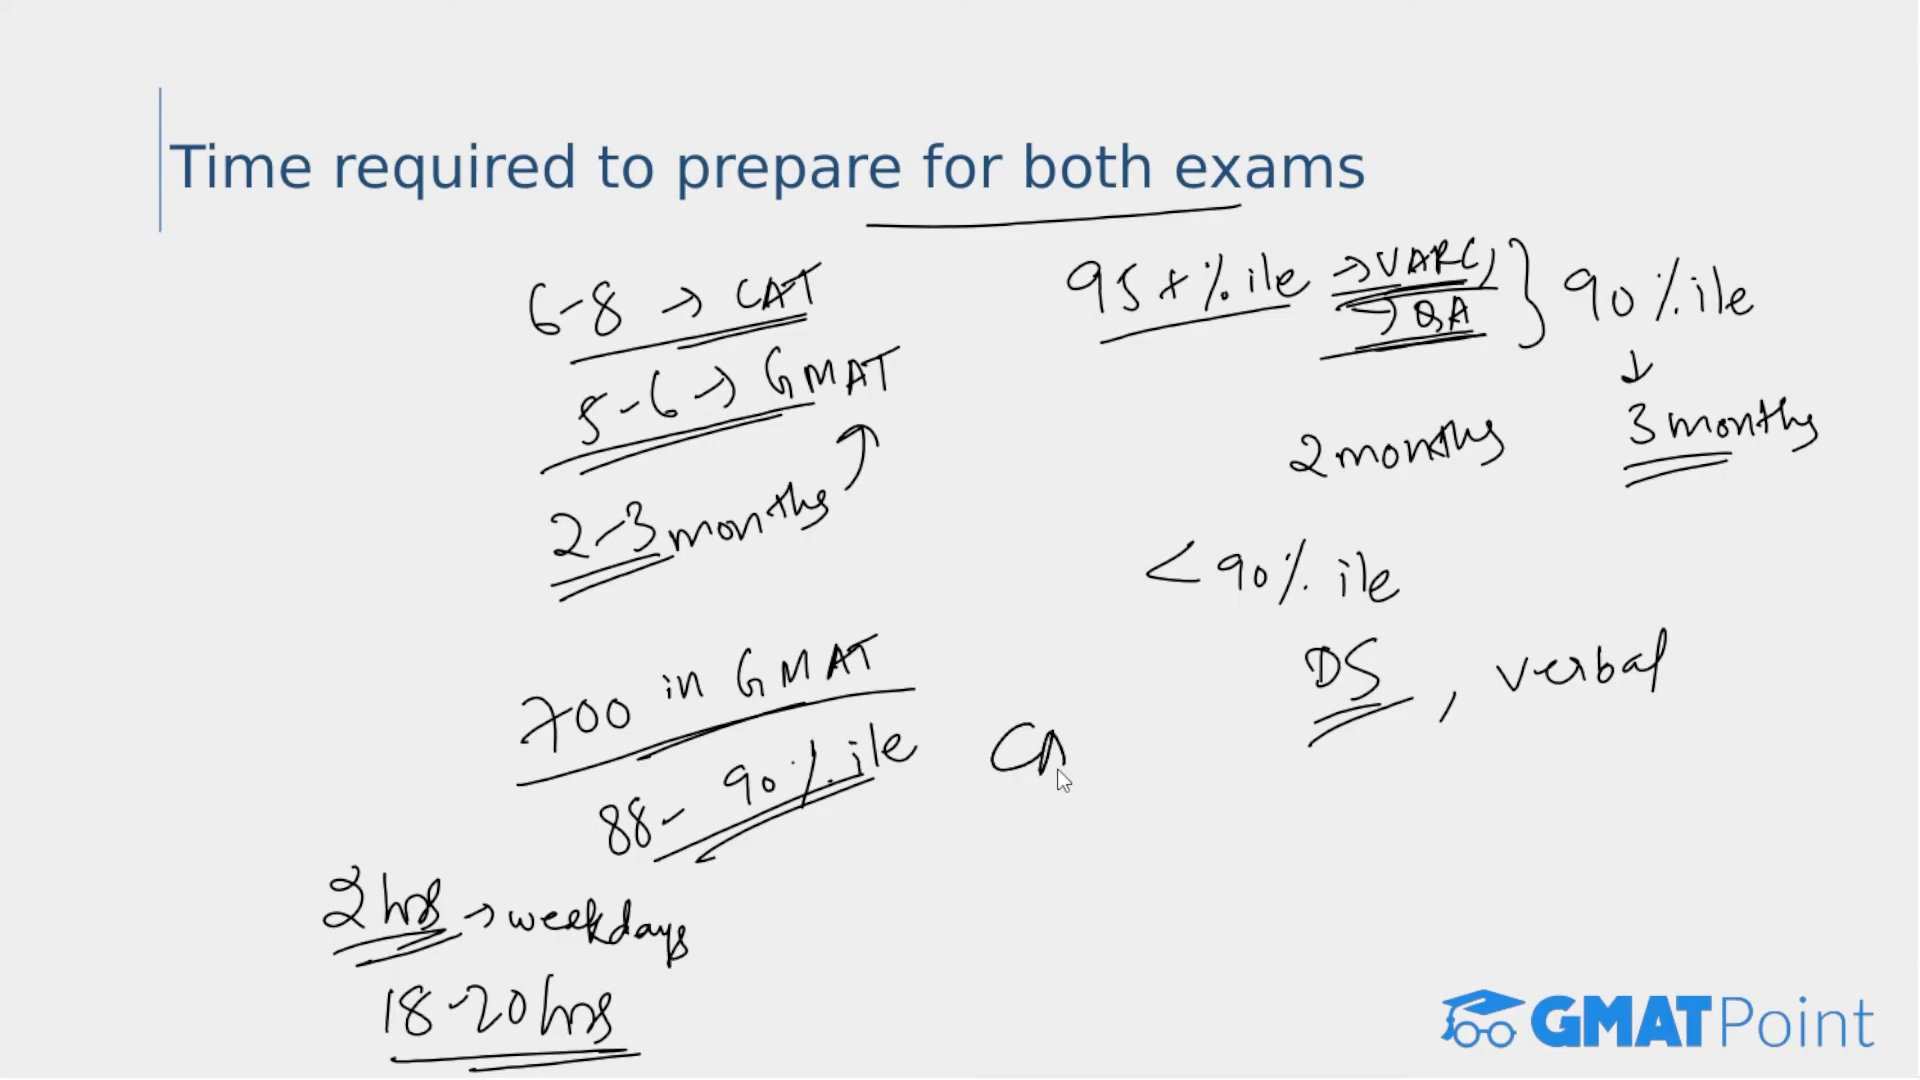 Time required to prepare for both exams
6-8 → CAT
5-6 → GMAT
2-3 months
700 in GMAT
88- 90%ile
2 hrs → weekdays
18-20 hrs
95+%ile → VARC, } 90%ile
→ QA
↓
2 months 3 months
<90%ile
DS, verbal
CA
GMATPoint